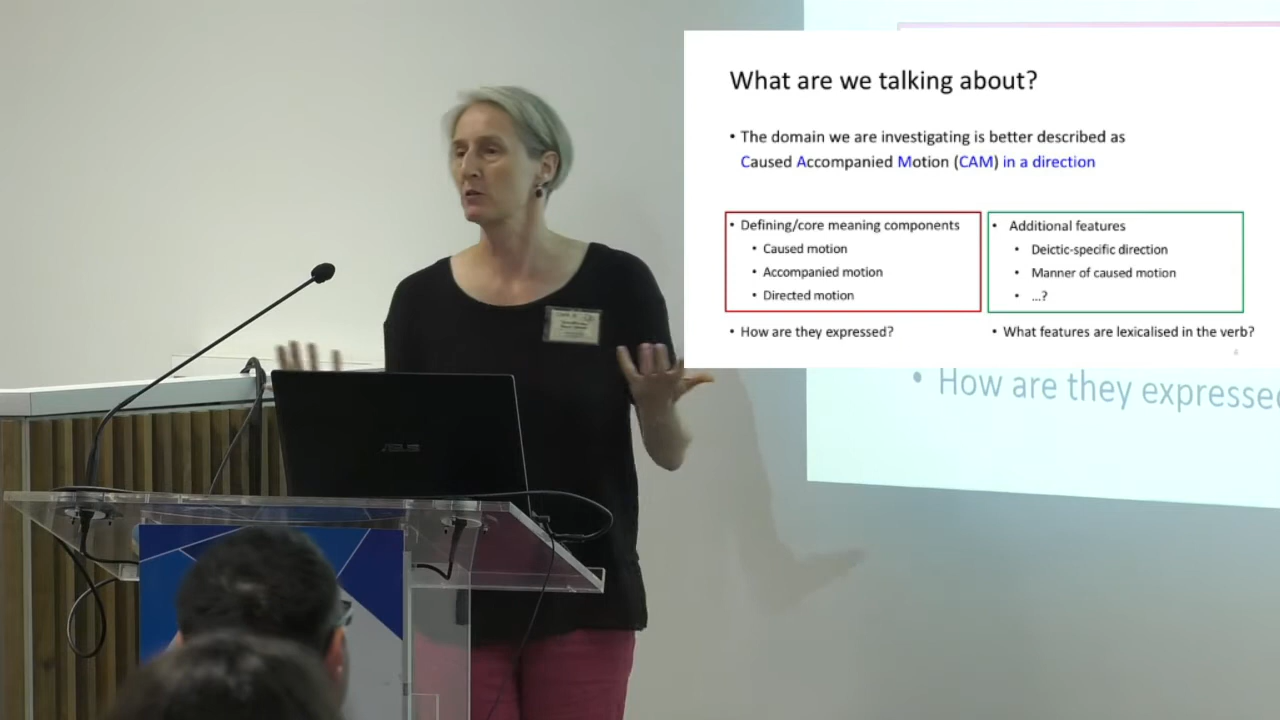 What are we talking about?
• The domain we are investigating is better described as
Caused Accompanied Motion (CAM) in a direction
• Defining/core meaning components
• Caused motion
• Accompanied motion
• Directed motion
• How are they expressed?
• Additional features
• Deictic-specific direction
• Manner of caused motion
• ...?
• What features are lexicalised in the verb?
• How are they expressed
ASUS